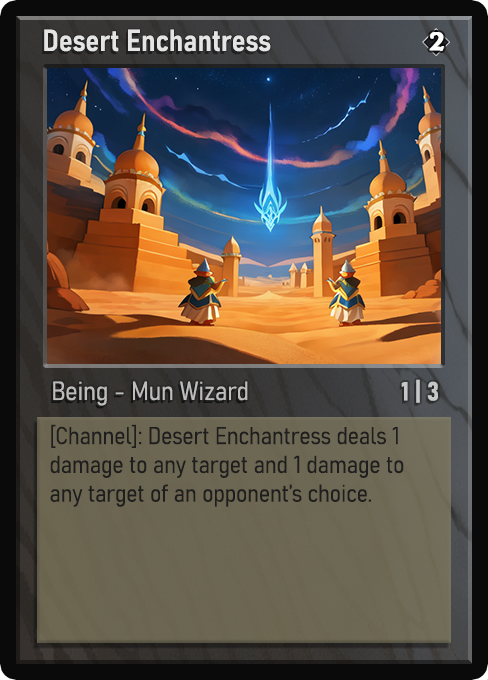 Desert Enchantress 2
Being - Mun Wizard 1|3
[Channel]: Desert Enchantress deals 1
damage to any target and 1 damage to
any target of an opponent's choice.